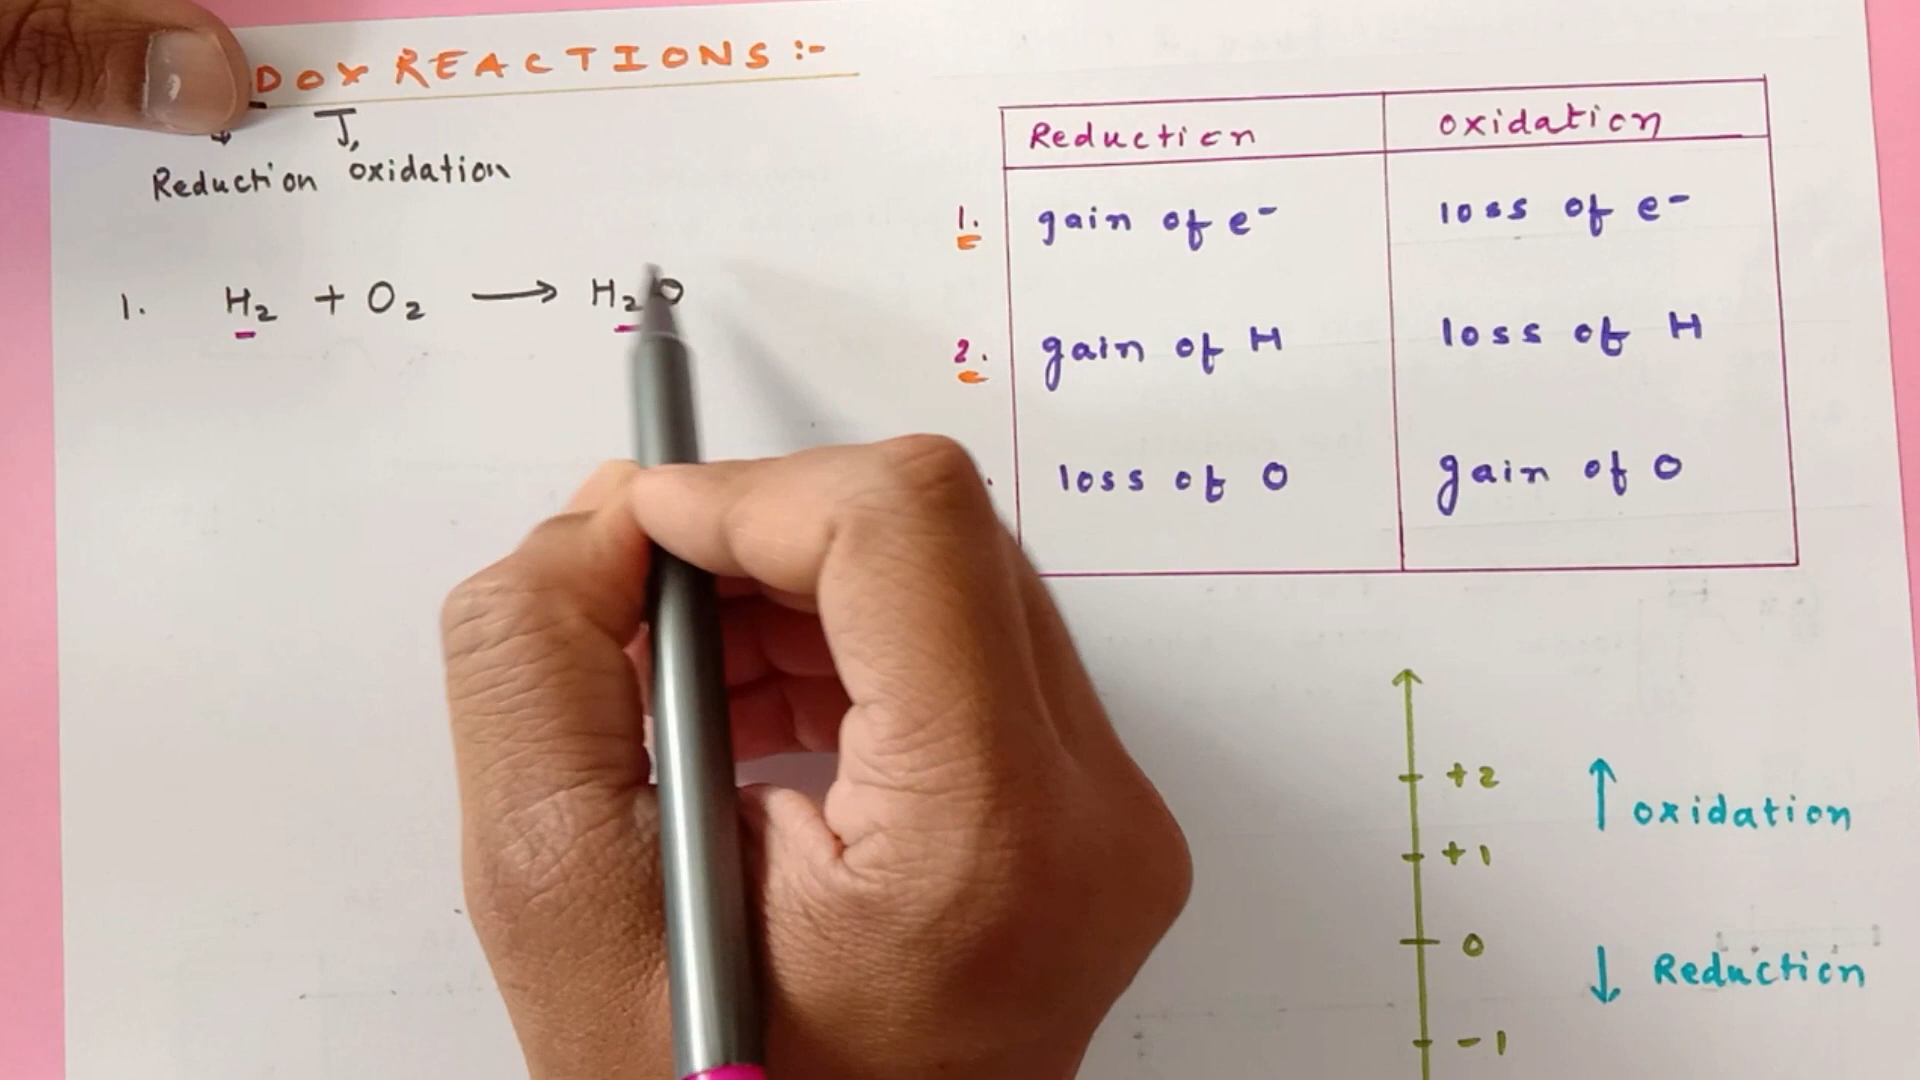 DOX REACTIONS :-
Reduction oxidation
1. H₂ + O₂ ⟶ H₂O
Reduction oxidation
1. gain of e⁻ loss of e⁻
2. gain of H loss of H
loss of O gain of O
+2
↑ oxidation
+1
0
↓ Reduction
-1